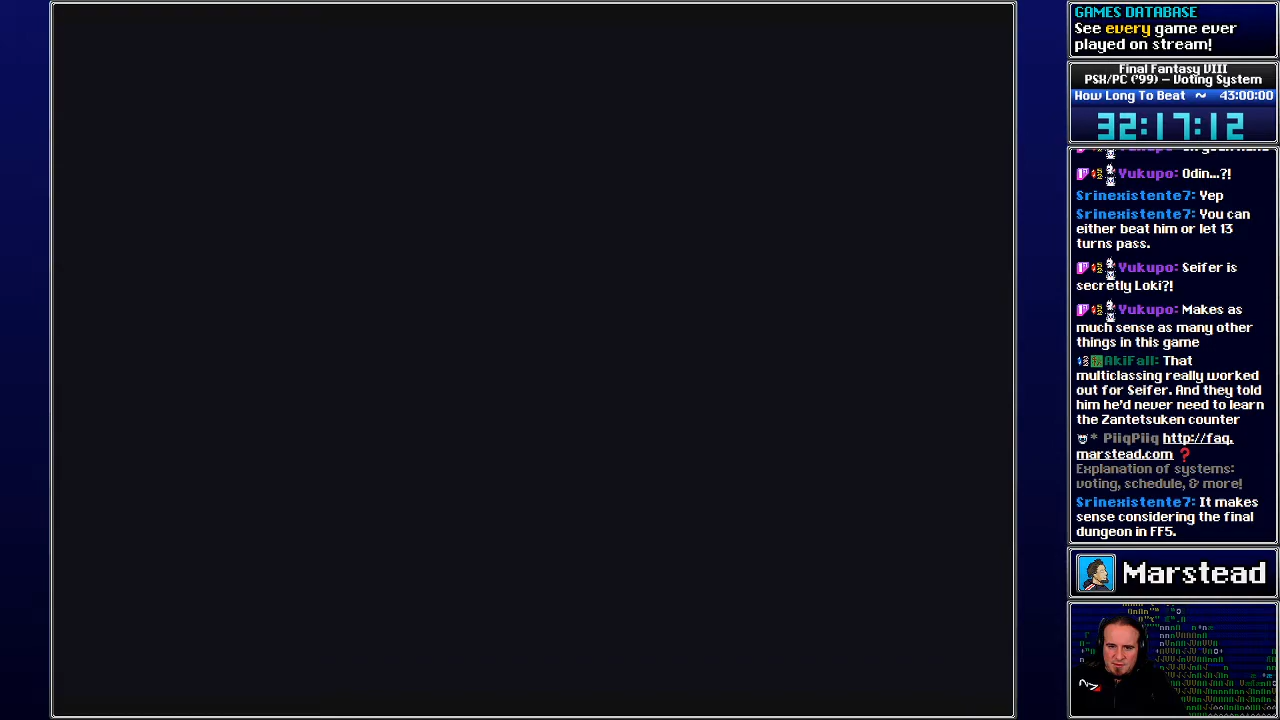 GAMES DATABASE
See every game ever
played on stream!
Final Fantasy VIII
PSX/PC ('99) – Voting System
How Long To Beat ~ 43:00:00
32:17:12
Yukupo: Odin...?!
Srinexistente7: Yep
Srinexistente7: You can
either beat him or let 13
turns pass.
Yukupo: Seifer is
secretly Loki?!
Yukupo: Makes as
much sense as many other
things in this game
AkiFall: That
multiclassing really worked
out for Seifer. And they told
him he'd never need to learn
the Zantetsuken counter
* PiiqPiiq http://faq.
marstead.com ❓
Explanation of systems:
voting, schedule, & more!
Srinexistente7: It makes
sense considering the final
dungeon in FF5.
Marstead